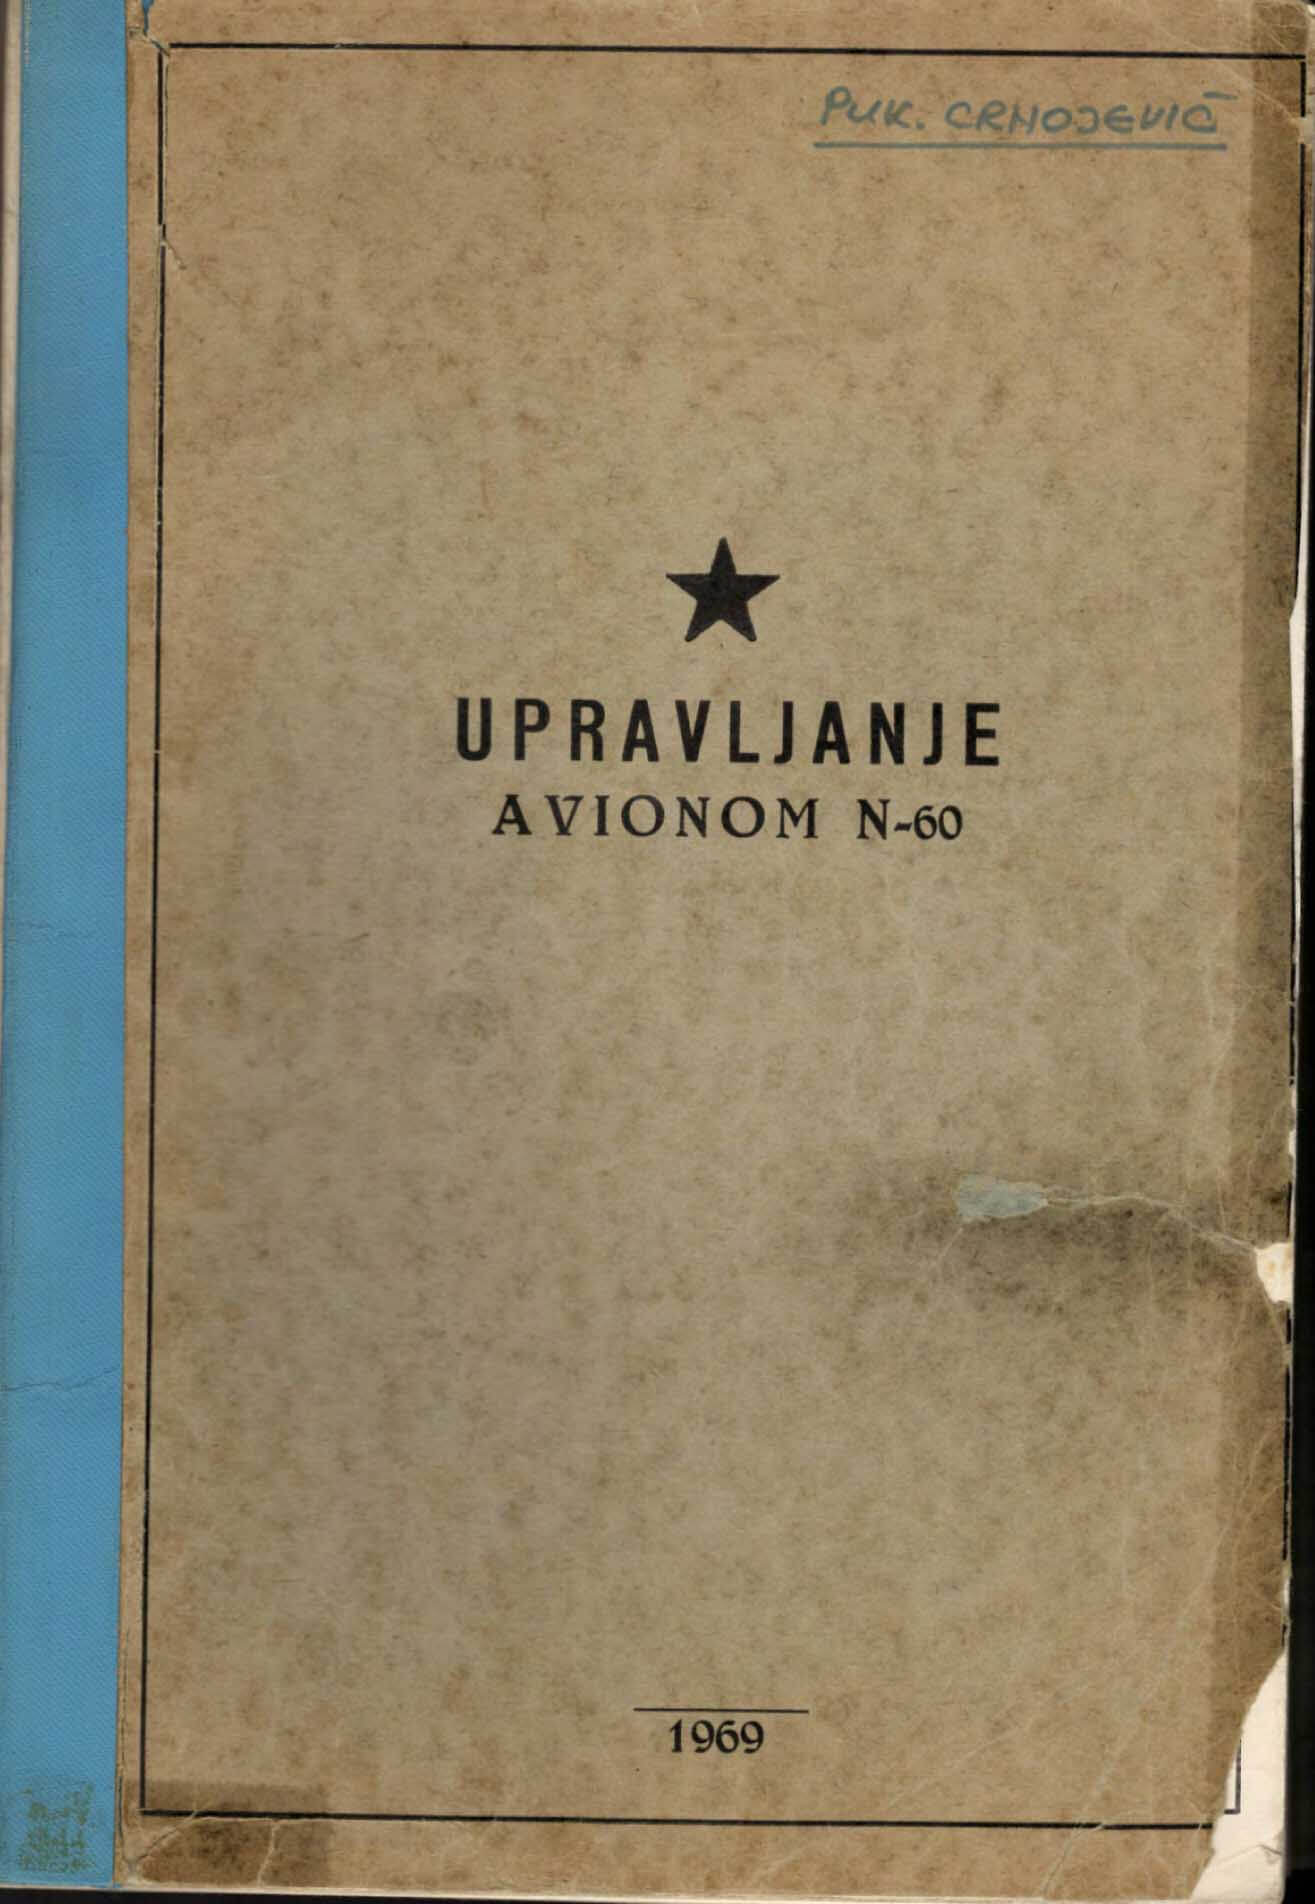 PUK. CRNOJEVIĆ
UPRAVLJANJE
AVIONOM N-60
1969